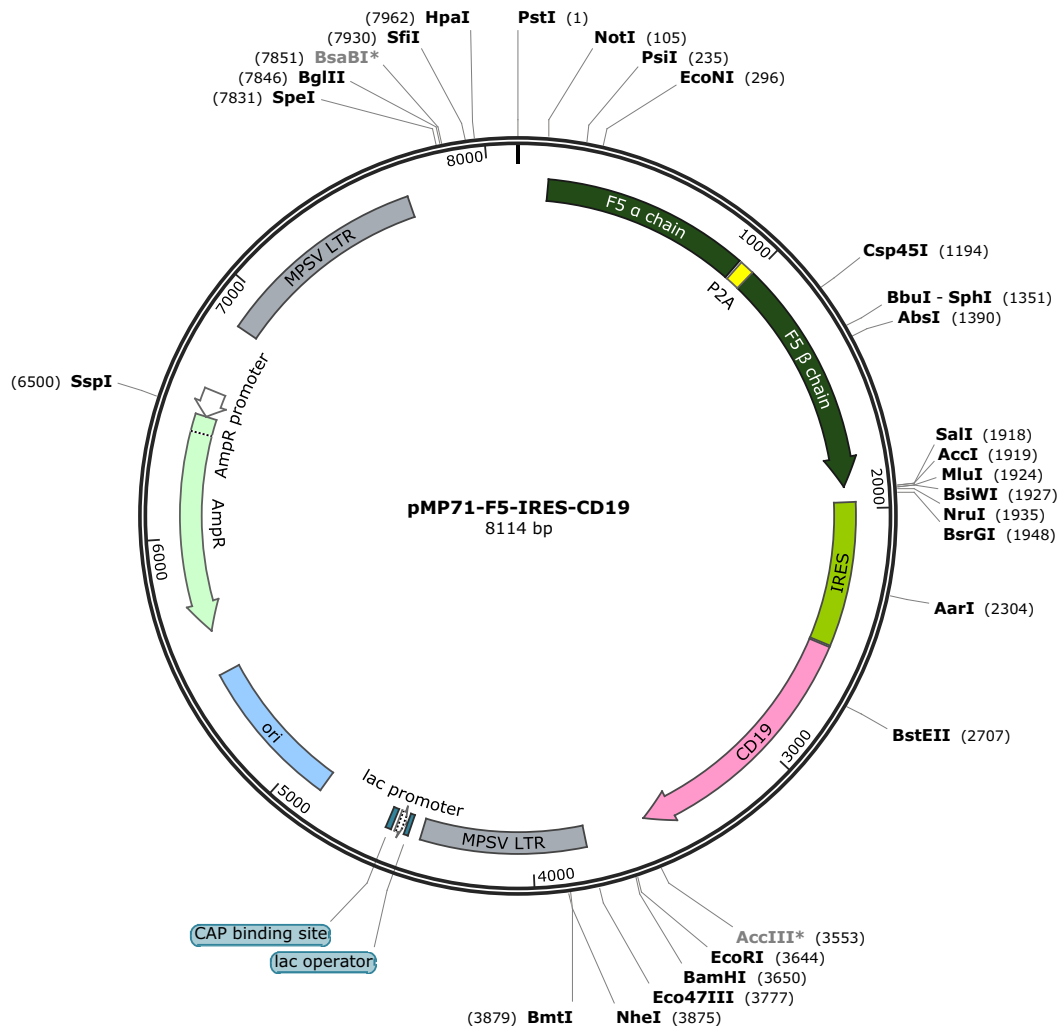 (7962) HpaI
(7930) SfiI
(7851) BsaBI*
(7846) BglII
(7831) SpeI
PstI (1)
NotI (105)
PsiI (235)
EcoNI (296)
8000
1000
2000
3000
4000
5000
6000
7000
MPSV LTR
F5 α chain
P2A
F5 β chain
Csp45I (1194)
BbuI - SphI (1351)
AbsI (1390)
(6500) SspI
AmpR promoter
AmpR
pMP71-F5-IRES-CD19
8114 bp
SalI (1918)
AccI (1919)
MluI (1924)
BsiWI (1927)
NruI (1935)
BsrGI (1948)
IRES
AarI (2304)
CD19
BstEII (2707)
ori
lac promoter
MPSV LTR
CAP binding site
lac operator
AccIII* (3553)
EcoRI (3644)
BamHI (3650)
Eco47III (3777)
NheI (3875)
(3879) BmtI